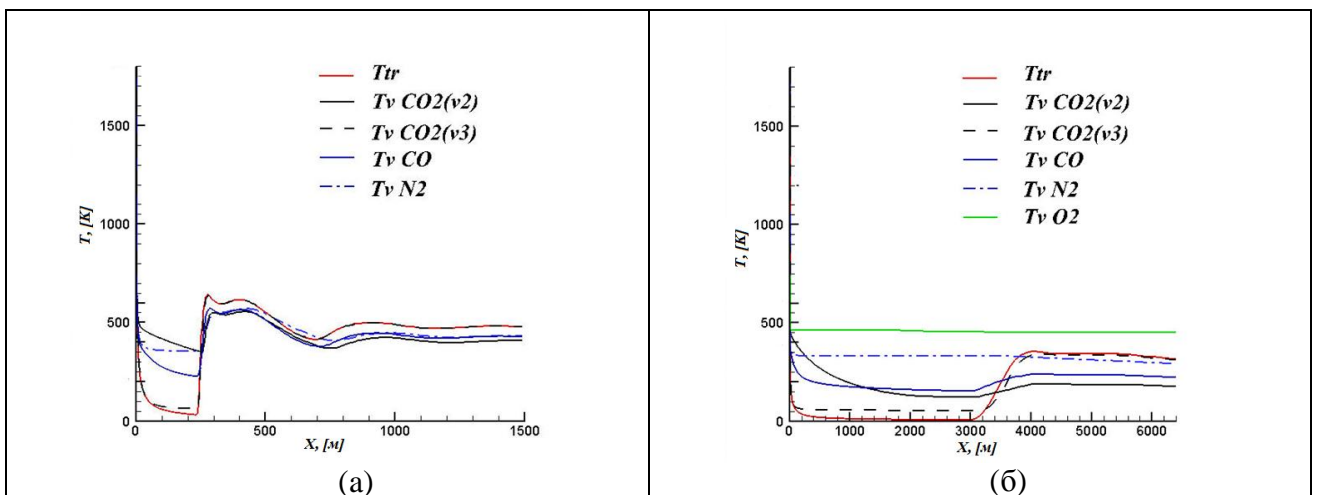 Ttr
Tv CO2(v2)
Tv CO2(v3)
Tv CO
Tv N2
1500
1000
500
0
T, [K]
0 500 1000 1500
X, [м]
(а)
Ttr
Tv CO2(v2)
Tv CO2(v3)
Tv CO
Tv N2
Tv O2
1500
1000
500
0
T, [K]
0 1000 2000 3000 4000 5000 6000
X, [м]
(б)